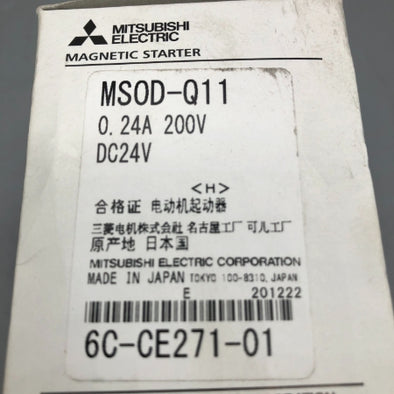 MITSUBISHI
ELECTRIC
MAGNETIC STARTER
MSOD-Q11
0.24A 200V
DC24V
<H>
合格证 电动机起动器
三菱电机株式会社 名古屋工厂 可儿工厂
原产地 日本国
MITSUBISHI ELECTRIC CORPORATION
MADE IN JAPAN TOKYO 100-8310, JAPAN
E 201222
6C-CE271-01